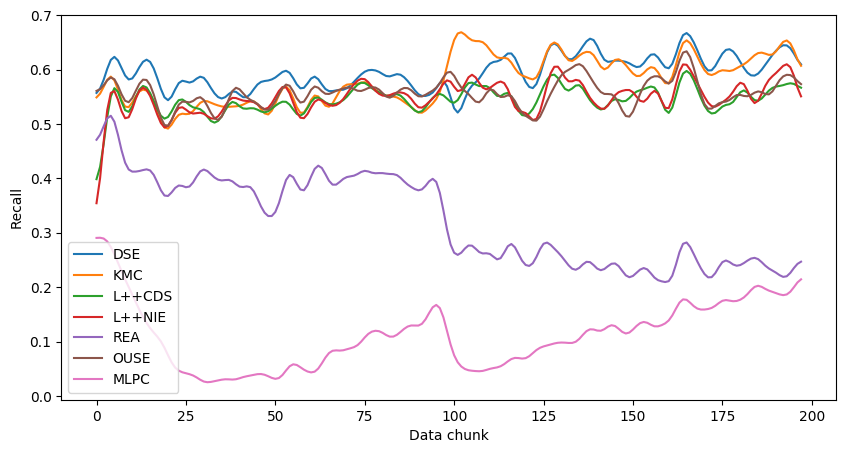 0.7
0.6
0.5
0.4
0.3
0.2
0.1
0.0
Recall
DSE
KMC
L++CDS
L++NIE
REA
OUSE
MLPC
0 25 50 75 100 125 150 175 200
Data chunk